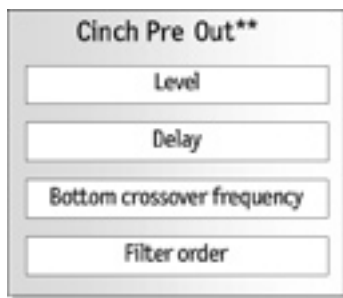 Cinch Pre Out**
Level
Delay
Bottom crossover frequency
Filter order